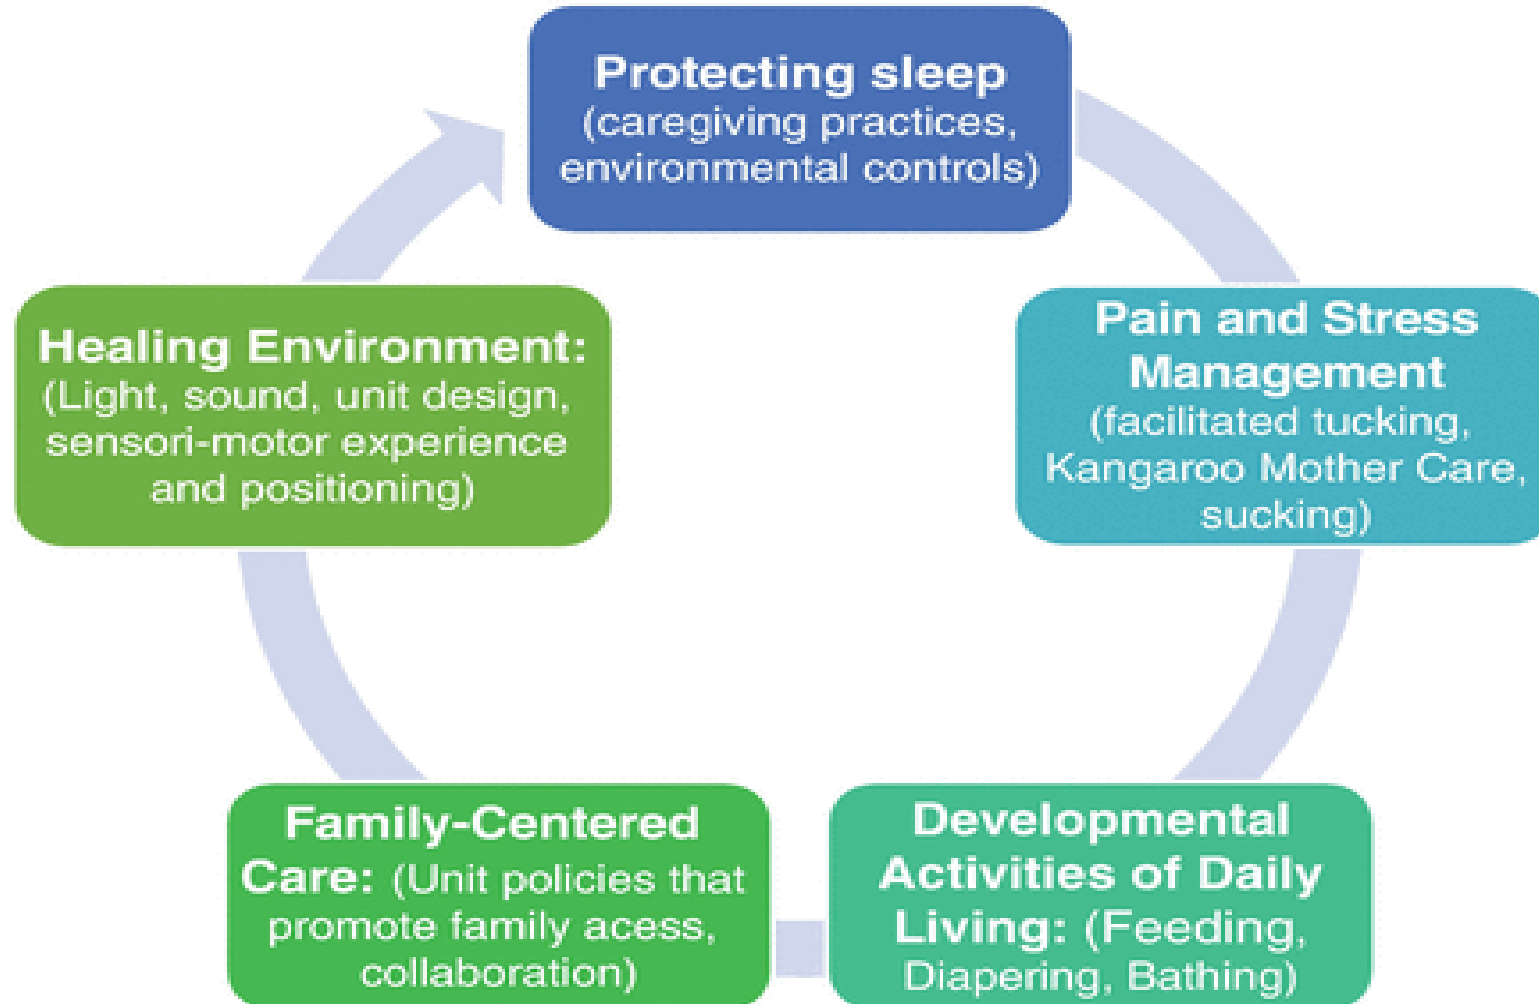 Protecting sleep
(caregiving practices,
environmental controls)
Pain and Stress
Management
(facilitated tucking,
Kangaroo Mother Care,
sucking)
Developmental
Activities of Daily
Living: (Feeding,
Diapering, Bathing)
Family-Centered
Care: (Unit policies that
promote family acess,
collaboration)
Healing Environment:
(Light, sound, unit design,
sensori-motor experience
and positioning)